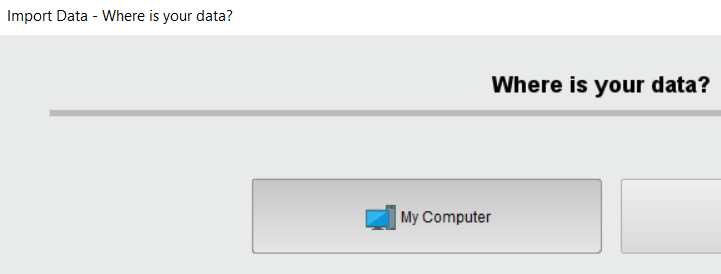 Import Data - Where is your data?
Where is your data?
My Computer